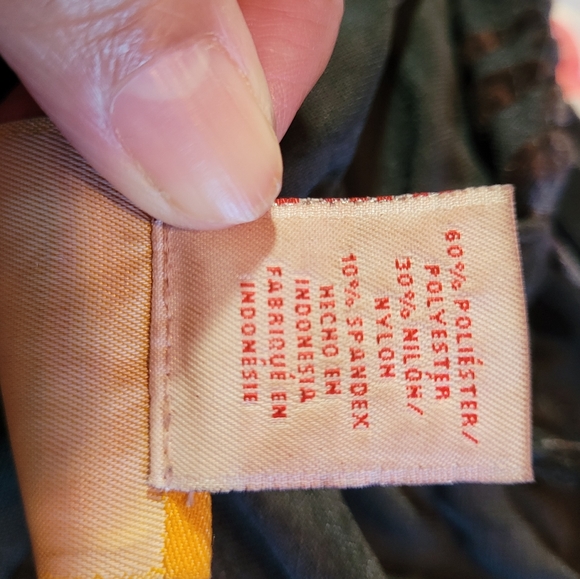 60% POLIÉSTER/
POLYESTER
30% NILÓN/
NYLON
10% SPANDEX
HECHO EN
INDONESIA
FABRIQUÉ EN
INDONÉSIE